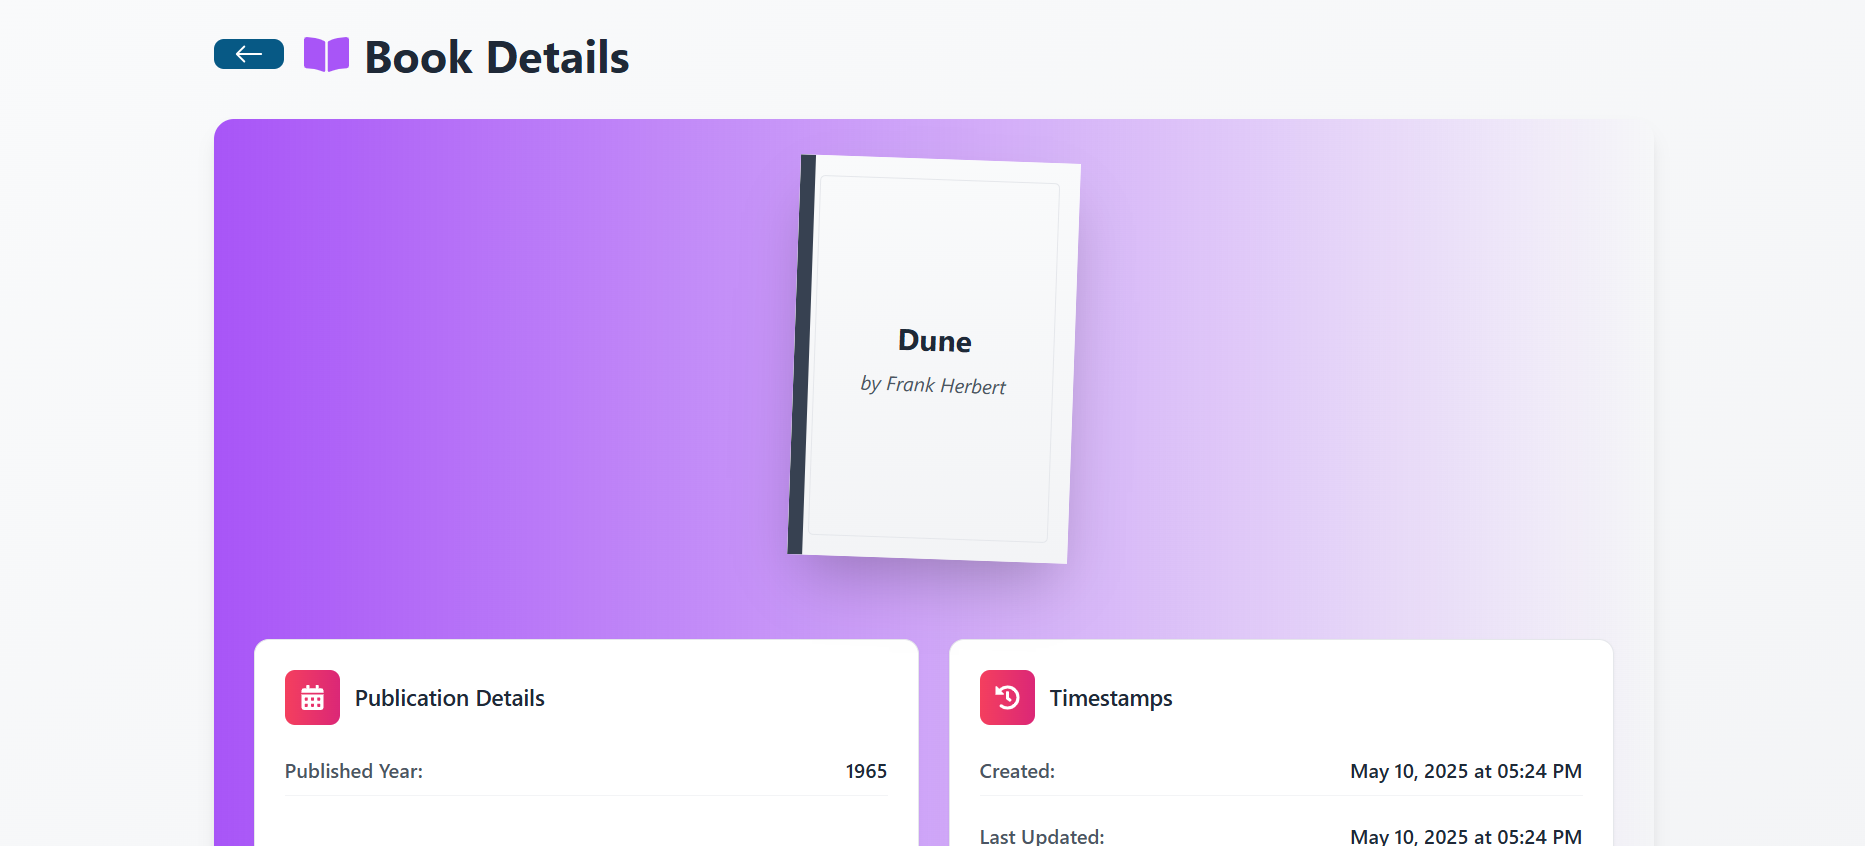 Book Details
Dune
by Frank Herbert
Publication Details
Published Year: 1965
Timestamps
Created: May 10, 2025 at 05:24 PM
Last Updated: May 10, 2025 at 05:24 PM